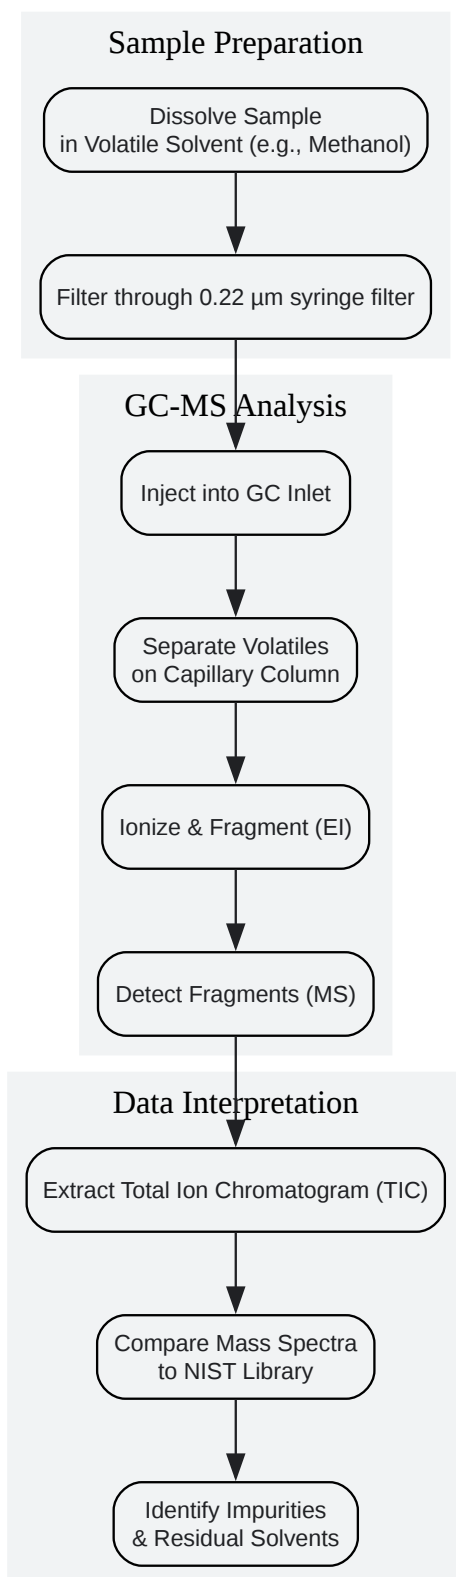 Sample Preparation
Dissolve Sample
in Volatile Solvent (e.g., Methanol)
Filter through 0.22 µm syringe filter
GC-MS Analysis
Inject into GC Inlet
Separate Volatiles
on Capillary Column
Ionize & Fragment (EI)
Detect Fragments (MS)
Data Interpretation
Extract Total Ion Chromatogram (TIC)
Compare Mass Spectra
to NIST Library
Identify Impurities
& Residual Solvents